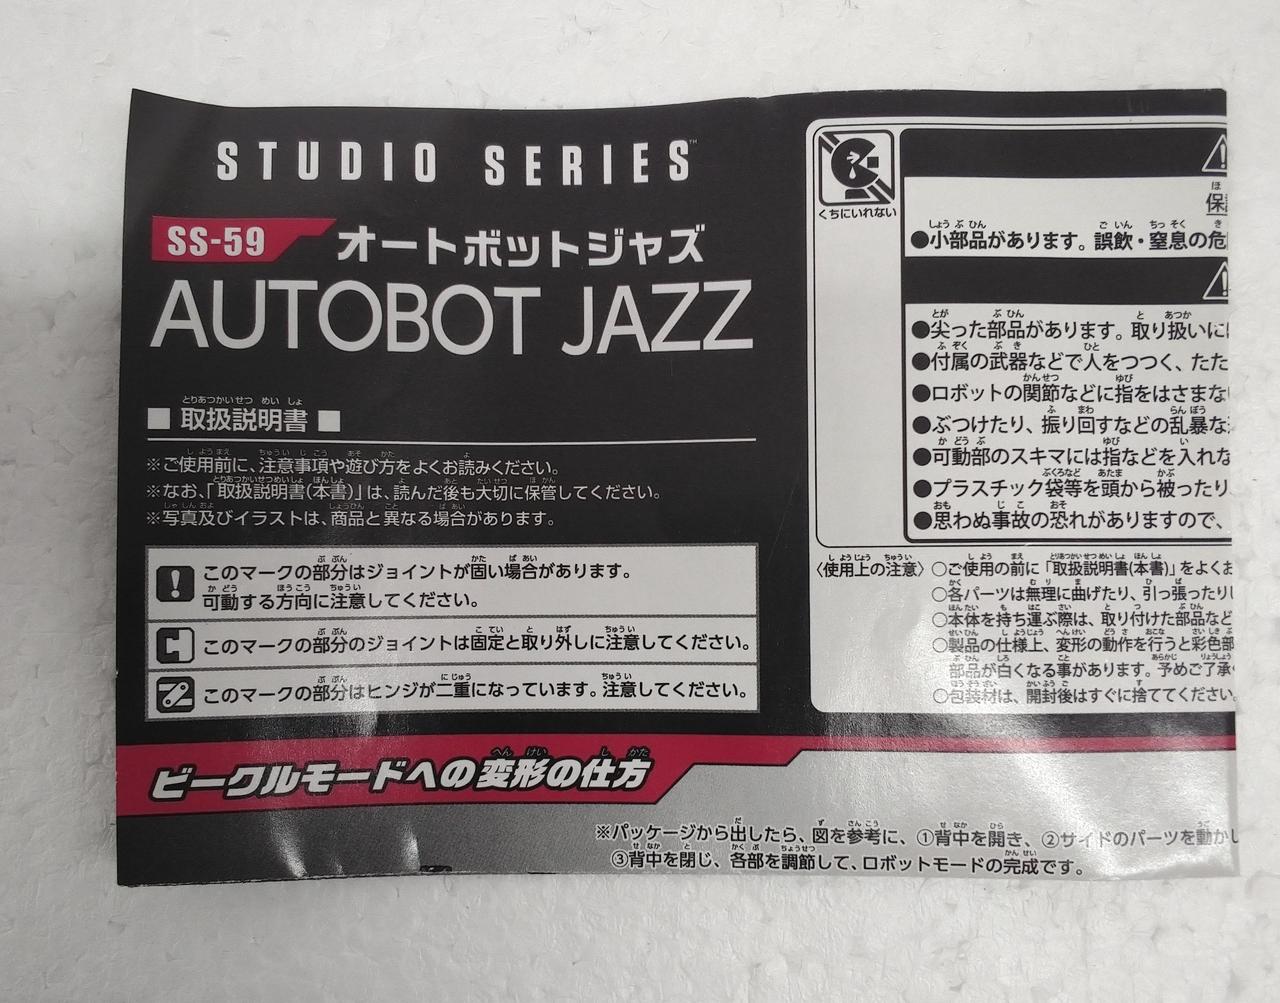 STUDIO SERIES™
SS-59 オートボットジャズ
AUTOBOT JAZZ
■ 取扱説明書 ■
※ご使用前に、注意事項や遊び方をよくお読みください。
※なお、「取扱説明書(本書)」は、読んだ後も大切に保管してください。
※写真及びイラストは、商品と異なる場合があります。
このマークの部分はジョイントが固い場合があります。
可動する方向に注意してください。
このマークの部分のジョイントは固定と取り外しに注意してください。
このマークの部分はヒンジが二重になっています。注意してください。
ビークルモードへの変形の仕方
くちにいれない
保
●小部品があります。誤飲・窒息の危
●尖った部品があります。取り扱いに
●付属の武器などで人をつつく、たた
●ロボットの関節などに指をはさまな
●ぶつけたり、振り回すなどの乱暴な
●可動部のスキマには指などを入れな
●プラスチック袋等を頭から被ったり
●思わぬ事故の恐れがありますので、
〈使用上の注意〉○ご使用の前に「取扱説明書(本書)」をよくお
○各パーツは無理に曲げたり、引っ張ったりし
○本体を持ち運ぶ際は、取り付けた部品など
○製品の仕様上、変形の動作を行うと彩色部
部品が白くなる事があります。予めご了承
○包装材は、開封後はすぐに捨ててください。
※パッケージから出したら、図を参考に、①背中を開き、②サイドのパーツを動かし
③背中を閉じ、各部を調節して、ロボットモードの完成です。